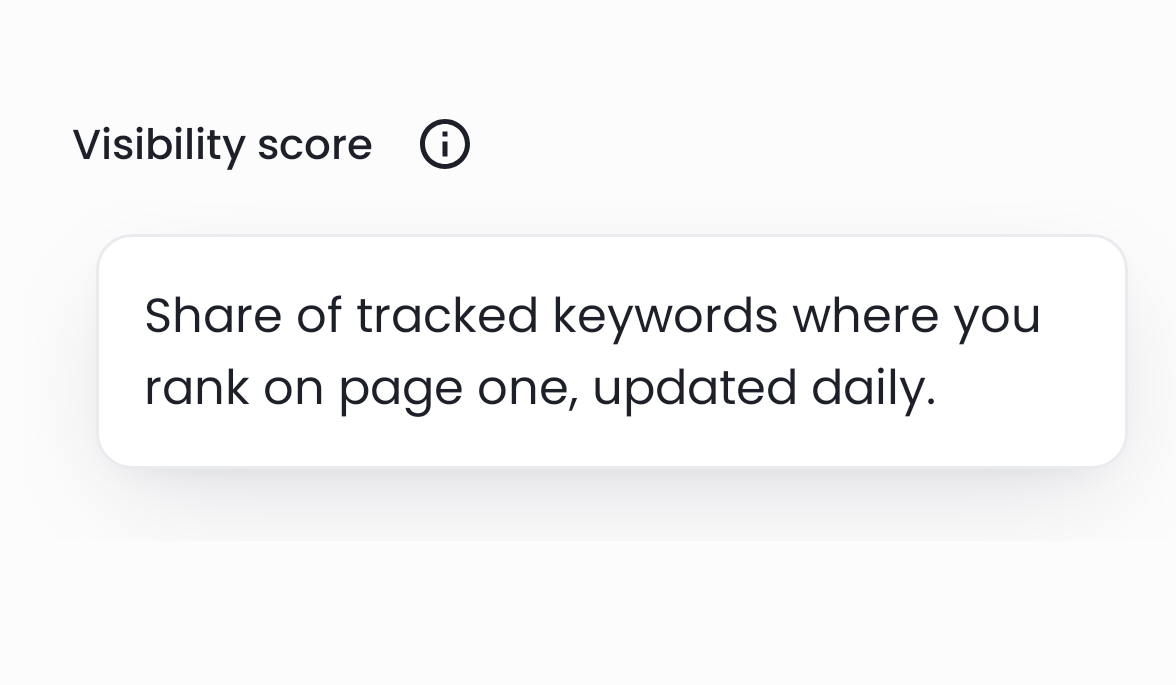 Visibility score
Share of tracked keywords where you
rank on page one, updated daily.